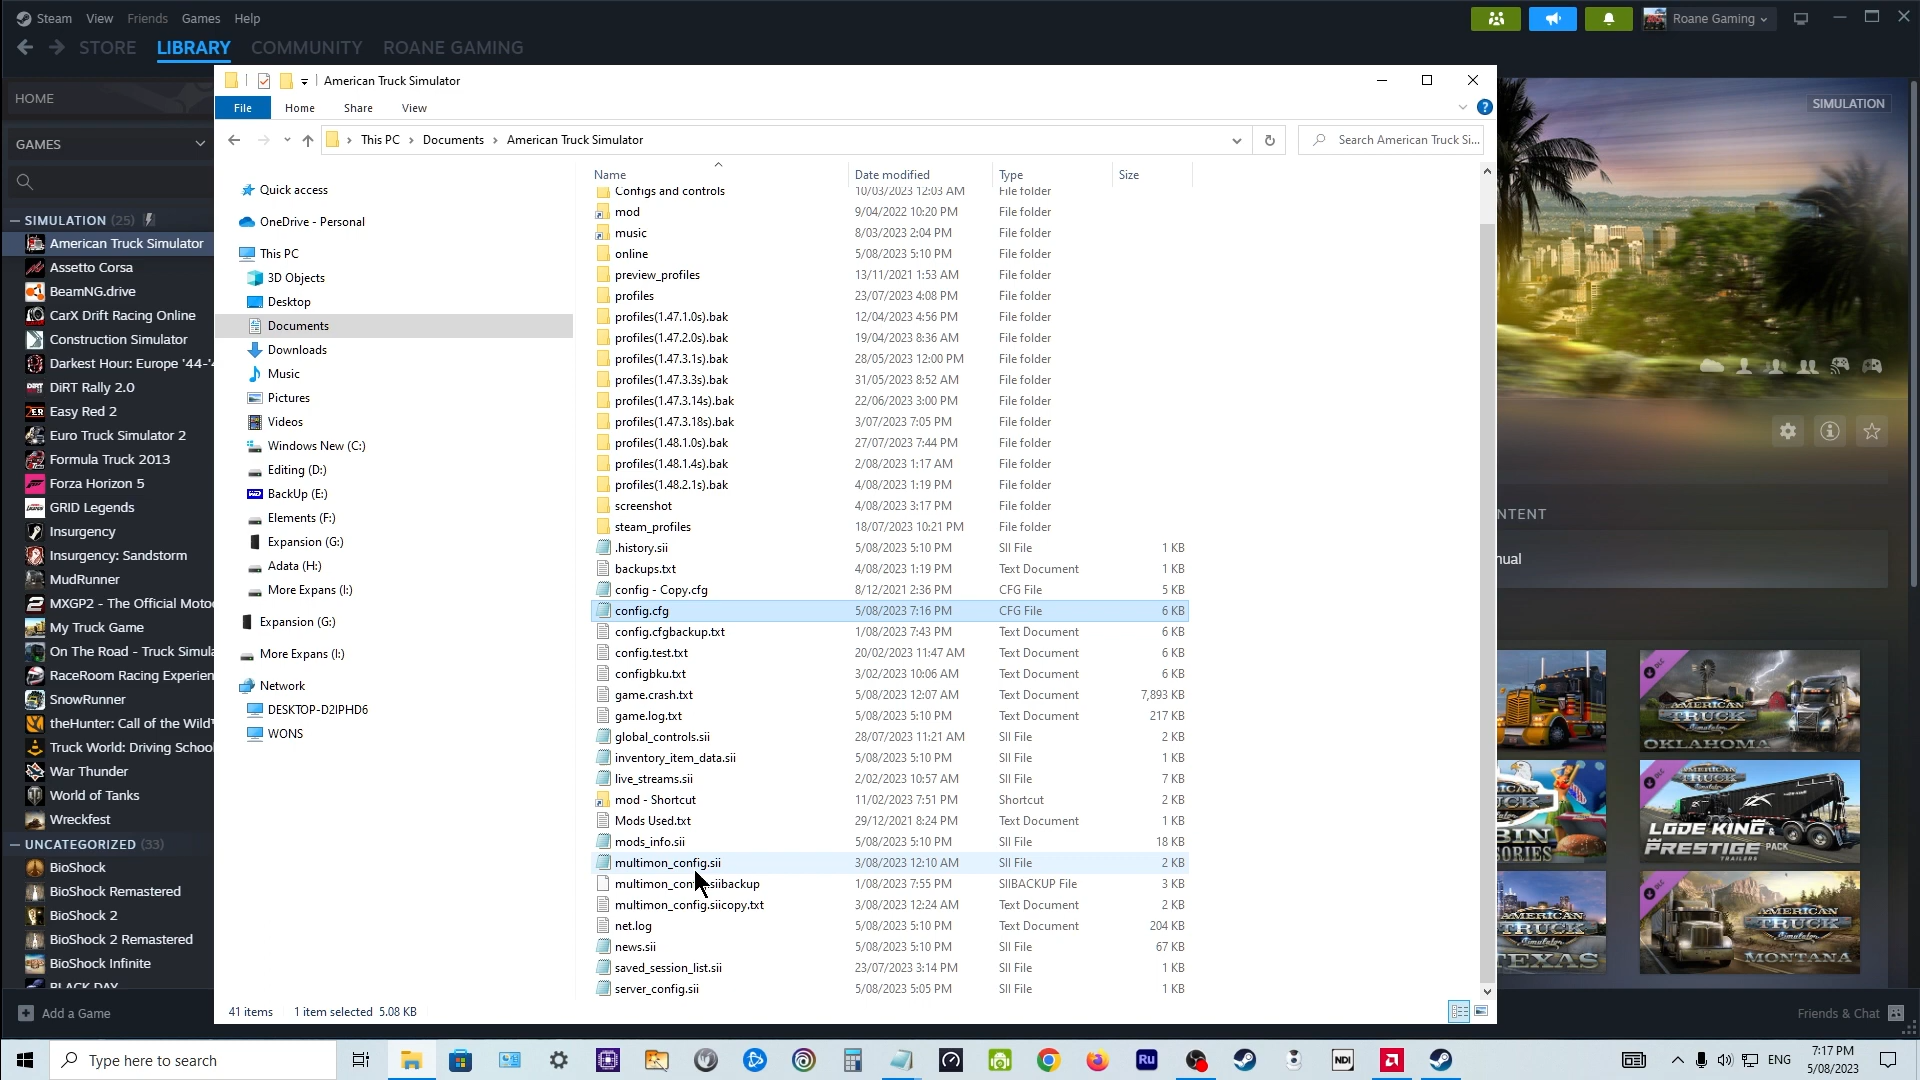 Steam View Friends Games Help
Roane Gaming
STORE LIBRARY COMMUNITY ROANE GAMING
American Truck Simulator
HOME
SIMULATION
File Home Share View
GAMES
This PC > Documents > American Truck Simulator
Search American Truck Si...
Name Date modified Type Size
Quick access
OneDrive - Personal
This PC
3D Objects
Desktop
Documents
Downloads
Music
Pictures
Videos
Windows New (C:)
Editing (D:)
BackUp (E:)
Elements (F:)
Expansion (G:)
Adata (H:)
More Expans (I:)
Expansion (G:)
More Expans (I:)
Network
DESKTOP-D2IPHD6
WONS
Configs and controls 10/03/2023 12:03 AM File folder
mod 9/04/2022 10:20 PM File folder
music 8/03/2023 2:04 PM File folder
online 5/08/2023 5:10 PM File folder
preview_profiles 13/11/2021 1:53 AM File folder
profiles 23/07/2023 4:08 PM File folder
profiles(1.47.1.0s).bak 12/04/2023 4:56 PM File folder
profiles(1.47.2.0s).bak 19/04/2023 8:36 AM File folder
profiles(1.47.3.1s).bak 28/05/2023 12:00 PM File folder
profiles(1.47.3.3s).bak 31/05/2023 8:52 AM File folder
profiles(1.47.3.14s).bak 22/06/2023 3:00 PM File folder
profiles(1.47.3.18s).bak 3/07/2023 7:05 PM File folder
profiles(1.48.1.0s).bak 27/07/2023 7:44 PM File folder
profiles(1.48.1.4s).bak 2/08/2023 1:17 AM File folder
profiles(1.48.2.1s).bak 4/08/2023 1:19 PM File folder
screenshot 4/08/2023 3:17 PM File folder
steam_profiles 18/07/2023 10:21 PM File folder
.history.sii 5/08/2023 5:10 PM SII File 1 KB
backups.txt 4/08/2023 1:19 PM Text Document 1 KB
config - Copy.cfg 8/12/2021 2:36 PM CFG File 5 KB
config.cfg 5/08/2023 7:16 PM CFG File 6 KB
config.cfgbackup.txt 1/08/2023 7:43 PM Text Document 6 KB
config.test.txt 20/02/2023 11:47 AM Text Document 6 KB
configbku.txt 3/02/2023 10:06 AM Text Document 6 KB
game.crash.txt 5/08/2023 12:07 AM Text Document 7,893 KB
game.log.txt 5/08/2023 5:10 PM Text Document 217 KB
global_controls.sii 28/07/2023 11:21 AM SII File 2 KB
inventory_item_data.sii 5/08/2023 5:10 PM SII File 1 KB
live_streams.sii 2/02/2023 10:57 AM SII File 7 KB
mod - Shortcut 11/02/2023 7:51 PM Shortcut 2 KB
Mods Used.txt 29/12/2021 8:24 PM Text Document 1 KB
mods_info.sii 5/08/2023 5:10 PM SII File 18 KB
multimon_config.sii 3/08/2023 12:10 AM SII File 2 KB
siibackup 1/08/2023 7:55 PM SIIBACKUP File 3 KB
multimon_config.siicopy.txt 3/08/2023 12:24 AM Text Document 2 KB
net.log 5/08/2023 5:10 PM Text Document 204 KB
news.sii 5/08/2023 5:10 PM SII File 67 KB
saved_session_list.sii 23/07/2023 3:14 PM SII File 1 KB
server_config.sii 5/08/2023 5:05 PM SII File 1 KB
41 items 1 item selected 5.08 KB
SIMULATION (25)
American Truck Simulator
Assetto Corsa
BeamNG.drive
CarX Drift Racing Online
Construction Simulator
Darkest Hour: Europe '44-'4
DiRT Rally 2.0
Easy Red 2
Euro Truck Simulator 2
Formula Truck 2013
Forza Horizon 5
GRID Legends
Insurgency
Insurgency: Sandstorm
MudRunner
MXGP2 - The Official Moto
My Truck Game
On The Road - Truck Simula
RaceRoom Racing Experien
SnowRunner
theHunter: Call of the Wild
Truck World: Driving School
War Thunder
World of Tanks
Wreckfest
UNCATEGORIZED (33)
BioShock
BioShock Remastered
BioShock 2
BioShock 2 Remastered
BioShock Infinite
BLACK DAY
Add a Game
NTENT
nual
AMERICAN TRUCK Simulator
OKLAHOMA
AMERICAN TRUCK Simulator
LODE KING & PRESTIGE PACK
TRAILERS
AMERICAN TRUCK Simulator
TEXAS
AMERICAN TRUCK Simulator
MONTANA
Friends & Chat
Type here to search
Ru
NDI
ENG
7:17 PM
5/08/2023